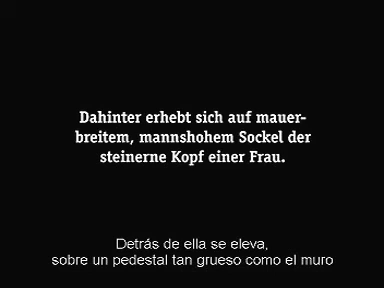 Dahinter erhebt sich auf mauer-
breitem, mannshohem Sockel der
steinerne Kopf einer Frau.
Detrás de ella se eleva,
sobre un pedestal tan grueso como el muro